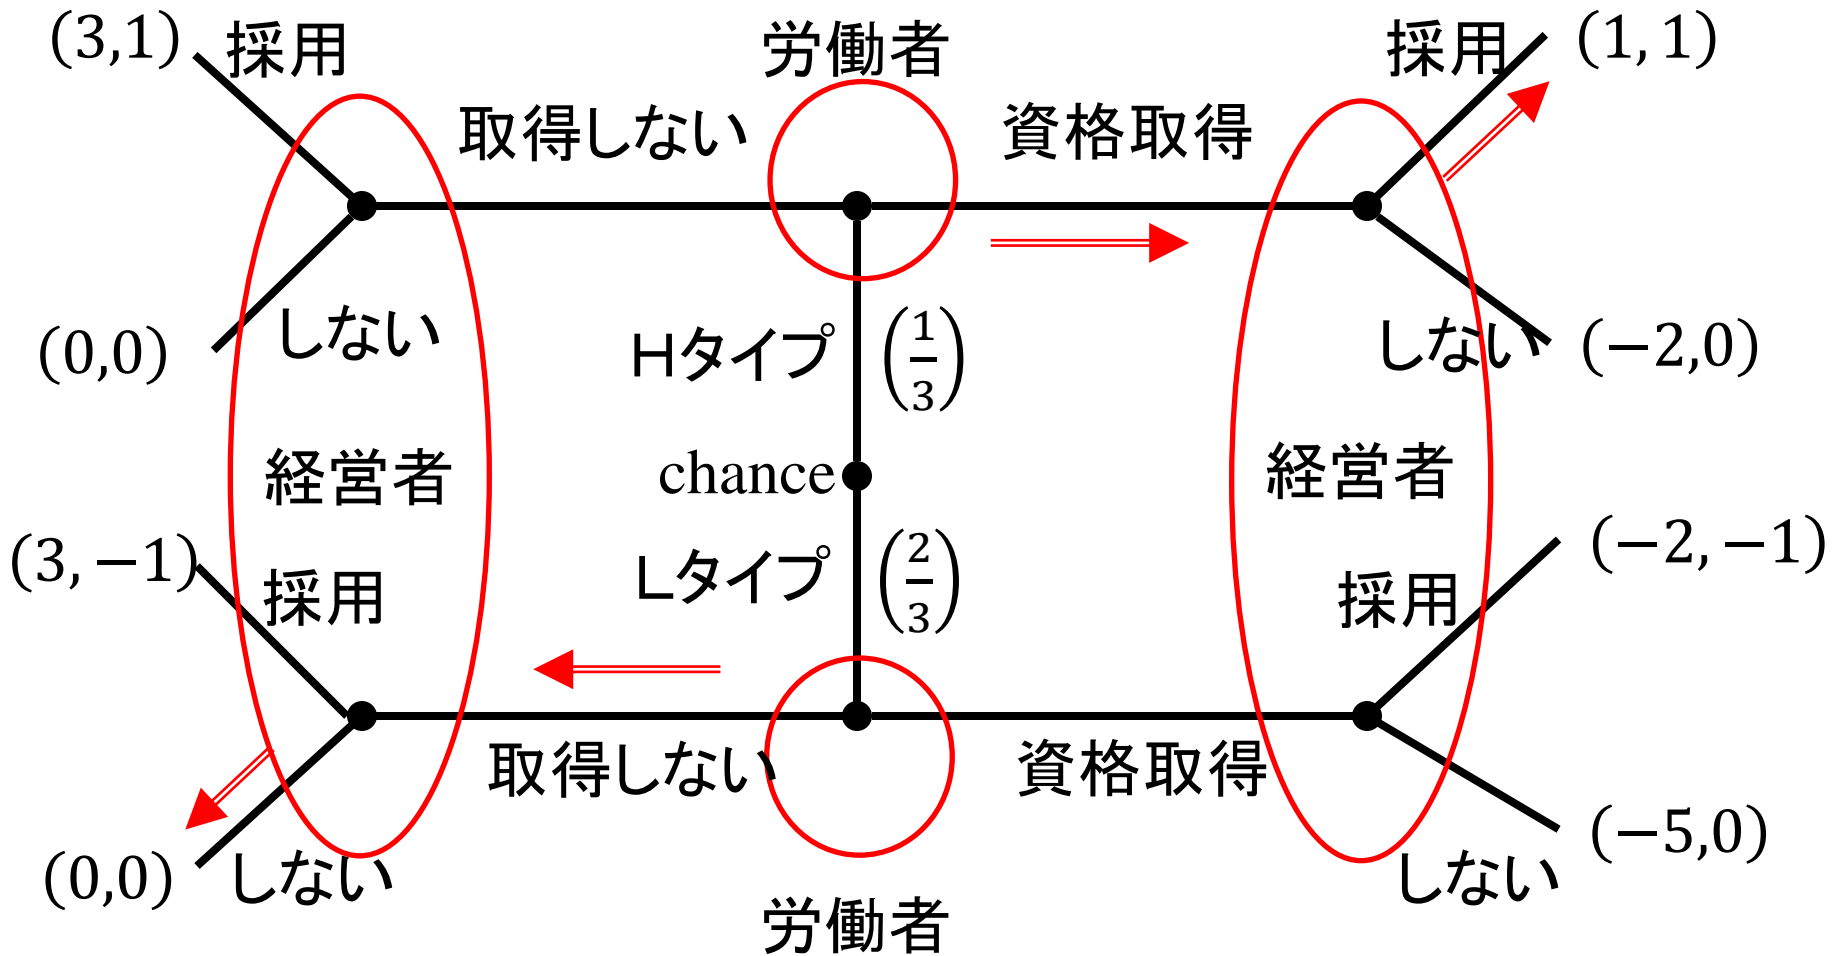 (3,1)
採用
労働者
採用
(1, 1)
取得しない
資格取得
しない
Hタイプ
(1/3)
しない
(0,0)
(−2,0)
経営者
chance
経営者
(3, −1)
採用
Lタイプ
(2/3)
採用
(−2, −1)
取得しない
資格取得
(0,0)
しない
しない
(−5,0)
労働者